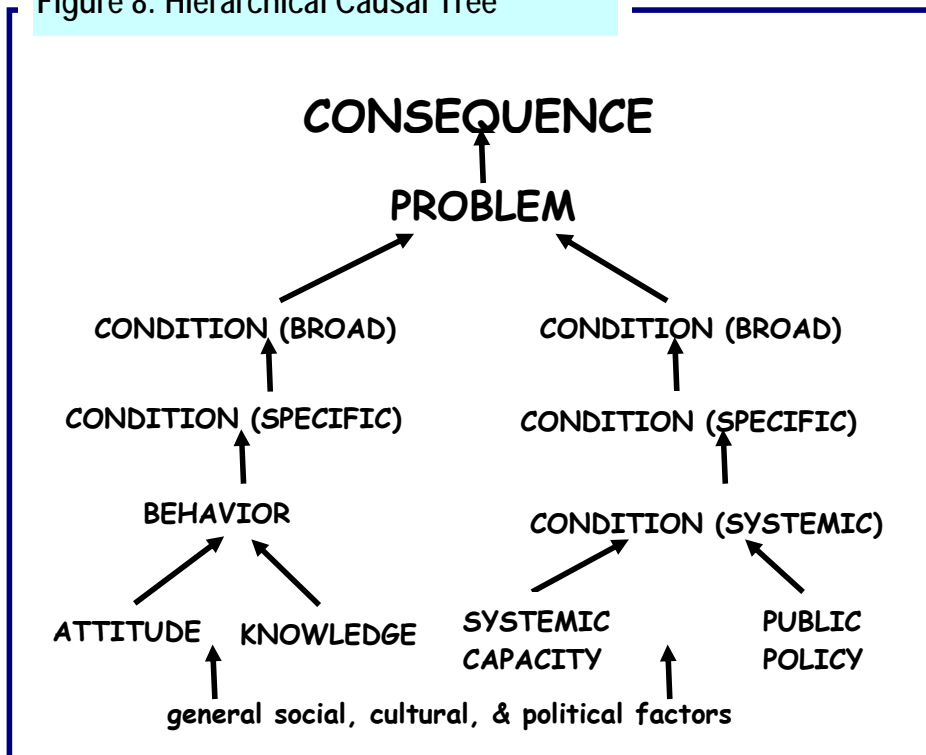 Figure 8. Hierarchical Causal Tree
CONSEQUENCE
PROBLEM
CONDITION (BROAD) CONDITION (BROAD)
CONDITION (SPECIFIC) CONDITION (SPECIFIC)
BEHAVIOR CONDITION (SYSTEMIC)
ATTITUDE KNOWLEDGE SYSTEMIC PUBLIC
CAPACITY POLICY
general social, cultural, & political factors